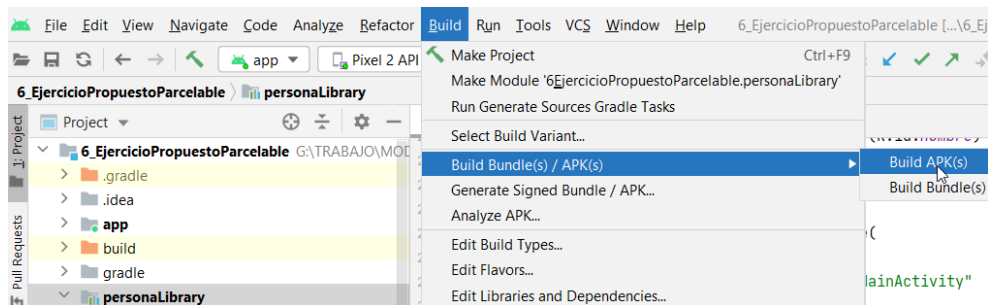 File Edit View Navigate Code Analyze Refactor Build Run Tools VCS Window Help 6_EjercicioPropuestoParcelable [...\6_Ej
app Pixel 2 API
6_EjercicioPropuestoParcelable personaLibrary
1: Project
Pull Requests
Project
6_EjercicioPropuestoParcelable G:\TRABAJO\MOD
.gradle
.idea
app
build
gradle
personaLibrary
Make Project Ctrl+F9
Make Module '6EjercicioPropuestoParcelable.personaLibrary'
Run Generate Sources Gradle Tasks
Select Build Variant...
Build Bundle(s) / APK(s)
Generate Signed Bundle / APK...
Analyze APK...
Edit Build Types...
Edit Flavors...
Edit Libraries and Dependencies...
Build APK(s)
Build Bundle(s)
(
MainActivity"